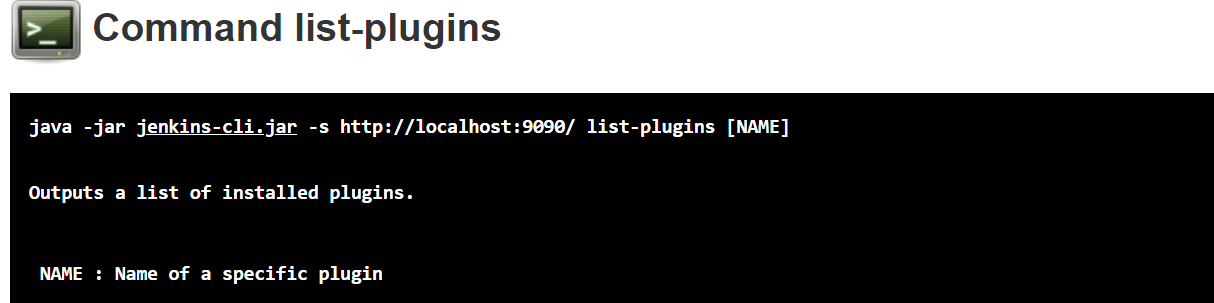 >_
Command list-plugins
java -jar jenkins-cli.jar -s http://localhost:9090/ list-plugins [NAME]
Outputs a list of installed plugins.
NAME : Name of a specific plugin